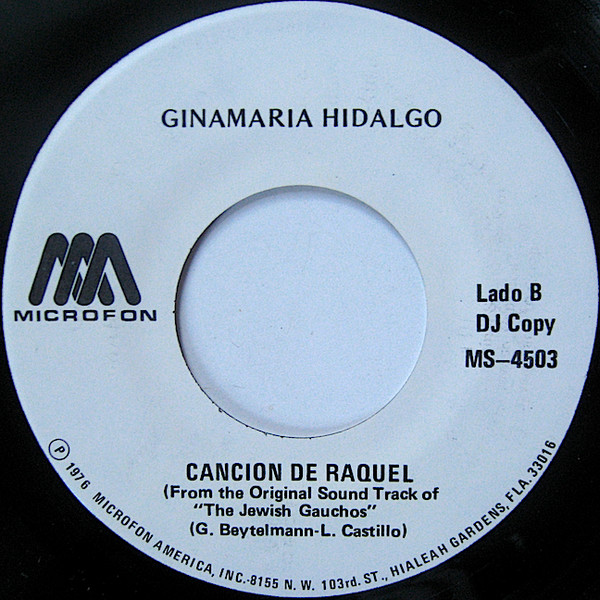 GINAMARIA HIDALGO
MICROFON
Lado B
DJ Copy
MS–4503
CANCION DE RAQUEL
(From the Original Sound Track of
"The Jewish Gauchos"
(G. Beytelmann-L. Castillo)
Ⓟ 1976 MICROFON AMERICA, INC.-8155 N. W. 103rd. ST., HIALEAH GARDENS, FLA. 33016